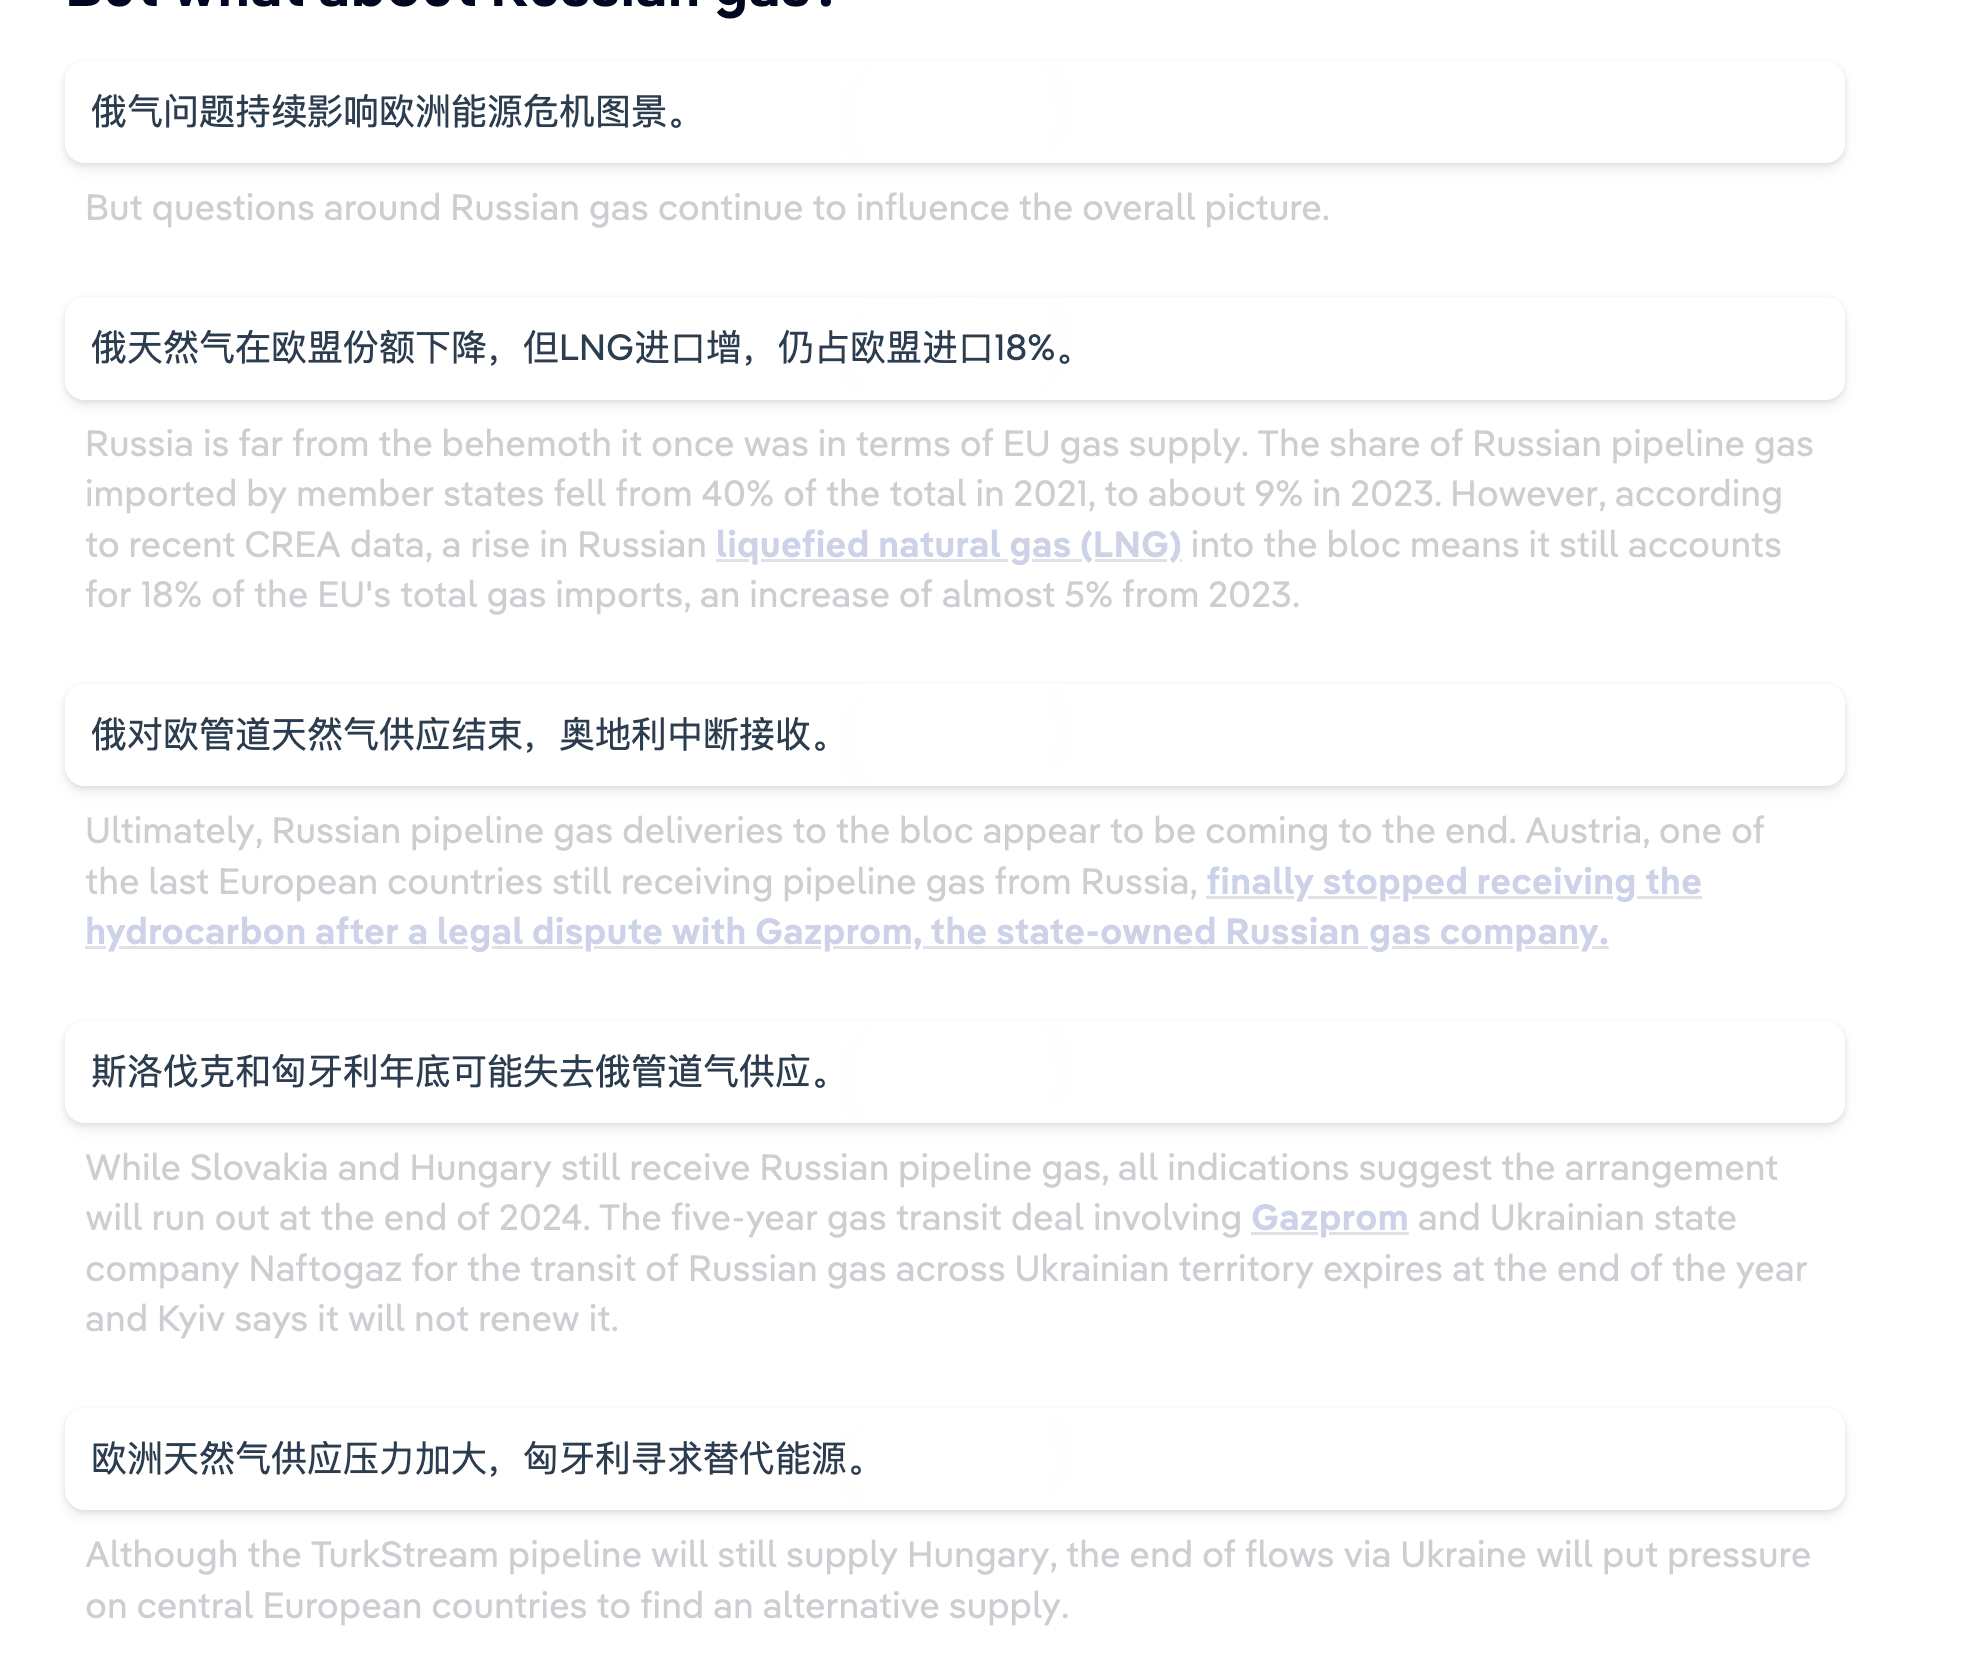 But what about Russian gas?
俄气问题持续影响欧洲能源危机图景。
But questions around Russian gas continue to influence the overall picture.
俄天然气在欧盟份额下降，但LNG进口增，仍占欧盟进口18%。
Russia is far from the behemoth it once was in terms of EU gas supply. The share of Russian pipeline gas
imported by member states fell from 40% of the total in 2021, to about 9% in 2023. However, according
to recent CREA data, a rise in Russian liquefied natural gas (LNG) into the bloc means it still accounts
for 18% of the EU's total gas imports, an increase of almost 5% from 2023.
俄对欧管道天然气供应结束，奥地利中断接收。
Ultimately, Russian pipeline gas deliveries to the bloc appear to be coming to the end. Austria, one of
the last European countries still receiving pipeline gas from Russia, finally stopped receiving the
hydrocarbon after a legal dispute with Gazprom, the state-owned Russian gas company.
斯洛伐克和匈牙利年底可能失去俄管道气供应。
While Slovakia and Hungary still receive Russian pipeline gas, all indications suggest the arrangement
will run out at the end of 2024. The five-year gas transit deal involving Gazprom and Ukrainian state
company Naftogaz for the transit of Russian gas across Ukrainian territory expires at the end of the year
and Kyiv says it will not renew it.
欧洲天然气供应压力加大，匈牙利寻求替代能源。
Although the TurkStream pipeline will still supply Hungary, the end of flows via Ukraine will put pressure
on central European countries to find an alternative supply.